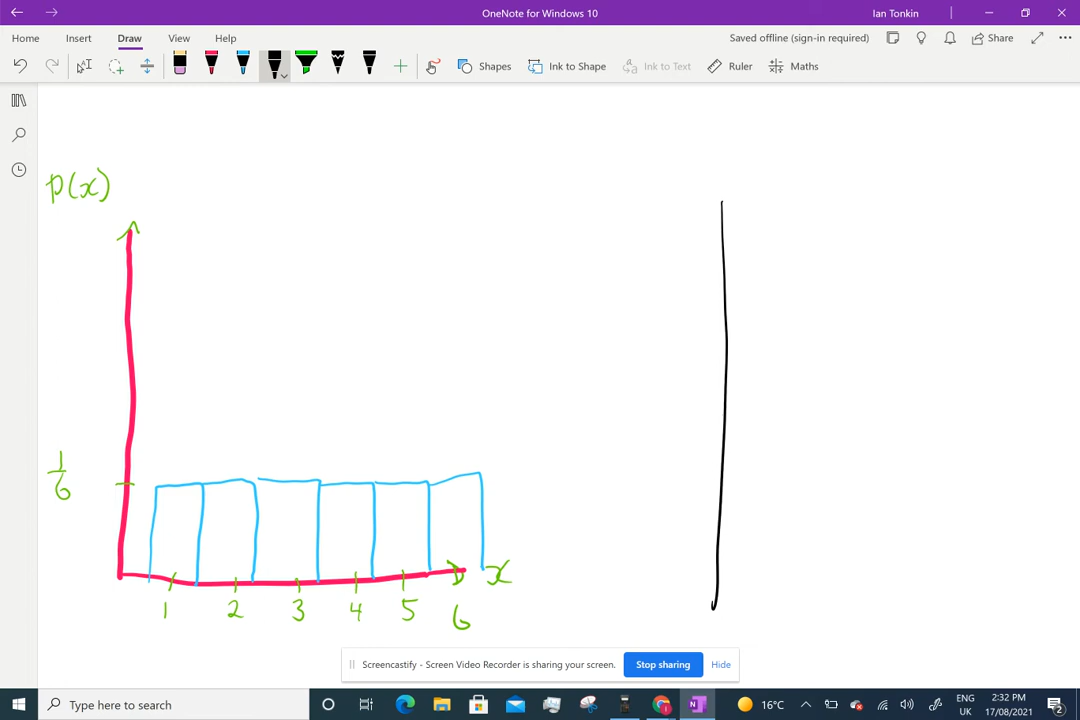 OneNote for Windows 10
Ian Tonkin
Home Insert Draw View Help
Saved offline (sign-in required)
Share
Shapes Ink to Shape Ink to Text Ruler Maths
P(x)
1
6
x
1 2 3 4 5 6
Screencastify - Screen Video Recorder is sharing your screen. Stop sharing Hide
Type here to search
16°C
ENG
UK
2:32 PM
17/08/2021
2